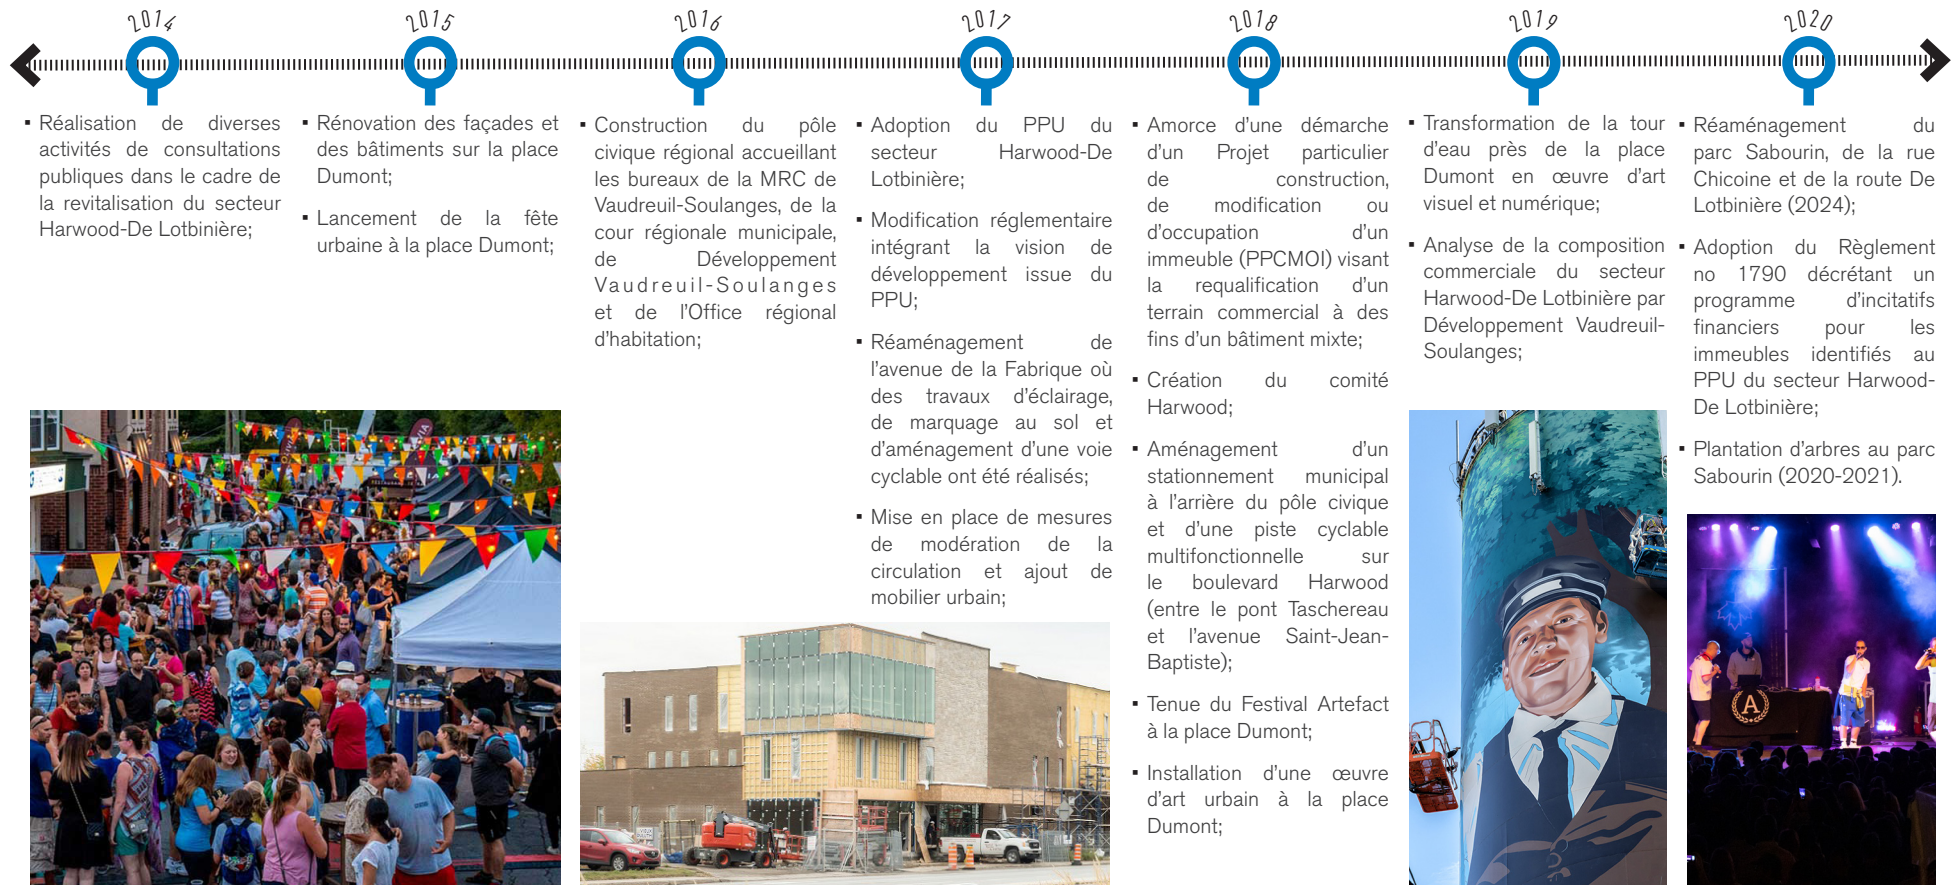 2014
Réalisation de diverses
activités de consultations
publiques dans le cadre de
la revitalisation du secteur
Harwood-De Lotbinière;
2015
Rénovation des façades et
des bâtiments sur la place
Dumont;
Lancement de la fête
urbaine à la place Dumont;
2016
Construction du pôle
civique régional accueillant
les bureaux de la MRC de
Vaudreuil-Soulanges, de la
cour régionale municipale,
de Développement
Vaudreuil-Soulanges
et de l'Office régional
d'habitation;
2017
Adoption du PPU du
secteur Harwood-De
Lotbinière;
Modification réglementaire
intégrant la vision de
développement issue du
PPU;
Réaménagement de
l'avenue de la Fabrique où
des travaux d'éclairage,
de marquage au sol et
d'aménagement d'une voie
cyclable ont été réalisés;
Mise en place de mesures
de modération de la
circulation et ajout de
mobilier urbain;
2018
Amorce d'une démarche
d'un Projet particulier
de construction,
de modification ou
d'occupation d'un
immeuble (PPCMOI) visant
la requalification d'un
terrain commercial à des
fins d'un bâtiment mixte;
Création du comité
Harwood;
Aménagement d'un
stationnement municipal
à l'arrière du pôle civique
et d'une piste cyclable
multifonctionnelle sur
le boulevard Harwood
(entre le pont Taschereau
et l'avenue Saint-Jean-
Baptiste);
Tenue du Festival Artefact
à la place Dumont;
Installation d'une œuvre
d'art urbain à la place
Dumont;
2019
Transformation de la tour
d'eau près de la place
Dumont en œuvre d'art
visuel et numérique;
Analyse de la composition
commerciale du secteur
Harwood-De Lotbinière par
Développement Vaudreuil-
Soulanges;
2020
Réaménagement du
parc Sabourin, de la rue
Chicoine et de la route De
Lotbinière (2024);
Adoption du Règlement
no 1790 décrétant un
programme d'incitatifs
financiers pour les
immeubles identifiés au
PPU du secteur Harwood-
De Lotbinière;
Plantation d'arbres au parc
Sabourin (2020-2021).
A